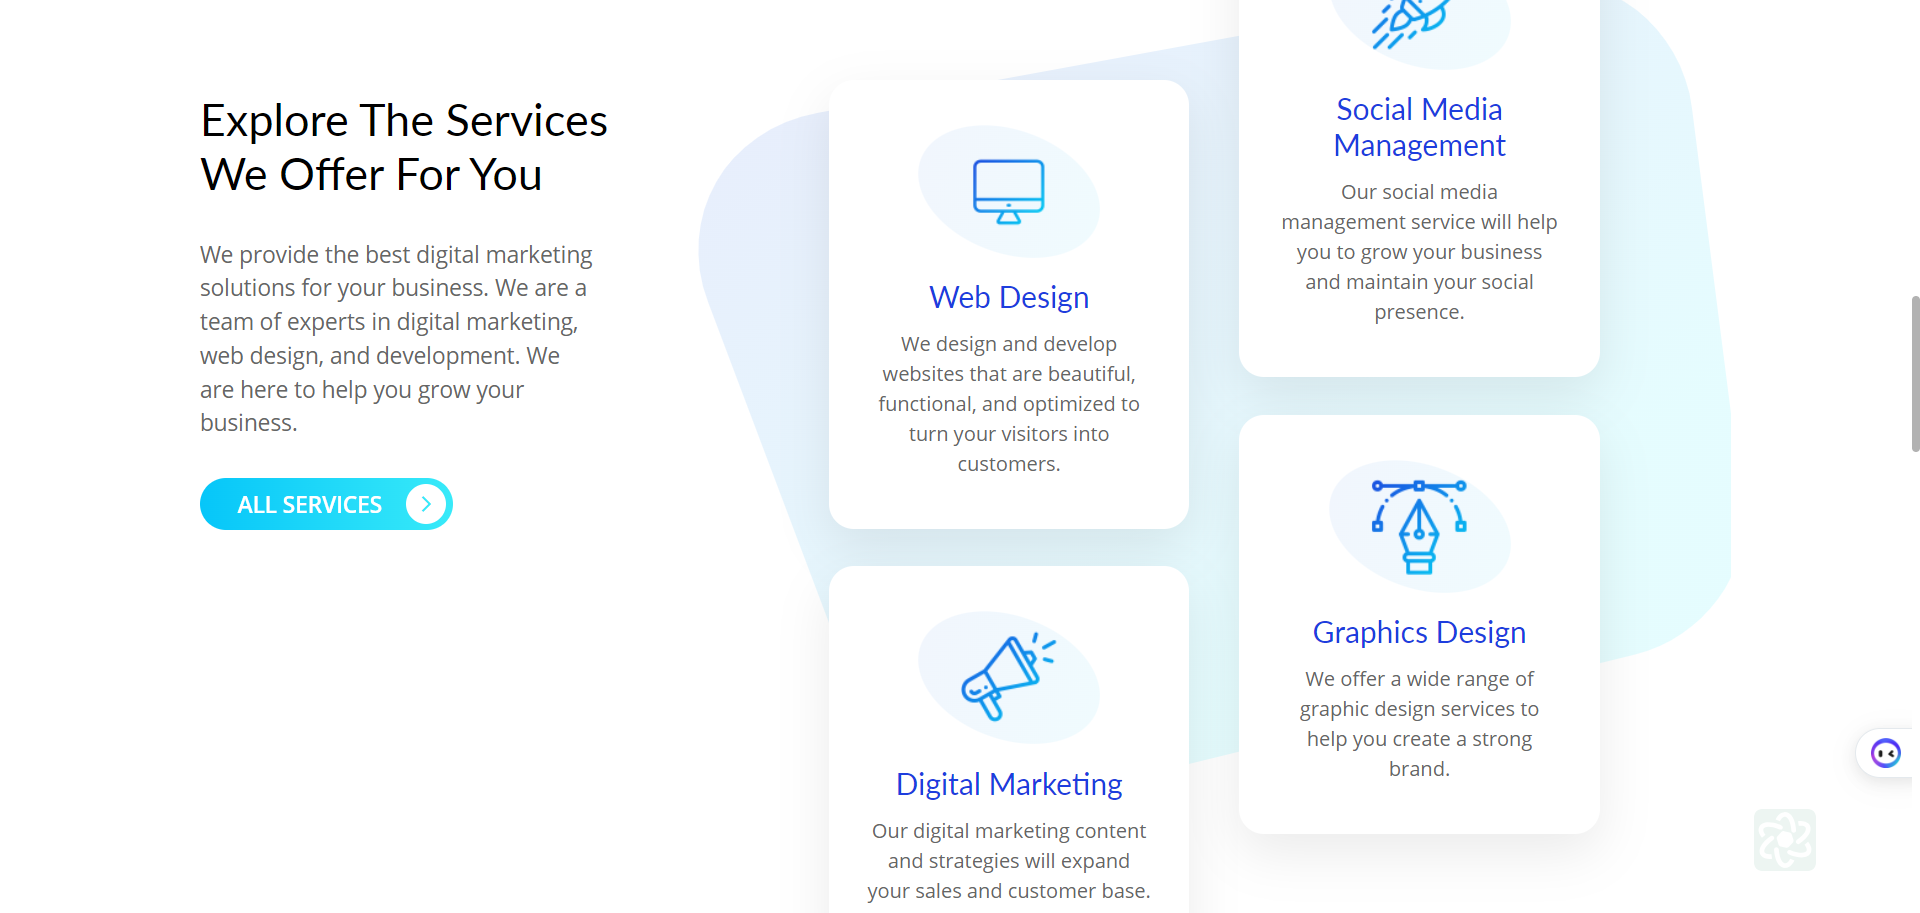 Explore The Services
We Offer For You
We provide the best digital marketing
solutions for your business. We are a
team of experts in digital marketing,
web design, and development. We
are here to help you grow your
business.
ALL SERVICES
Web Design
We design and develop
websites that are beautiful,
functional, and optimized to
turn your visitors into
customers.
Digital Marketing
Our digital marketing content
and strategies will expand
your sales and customer base.
Social Media
Management
Our social media
management service will help
you to grow your business
and maintain your social
presence.
Graphics Design
We offer a wide range of
graphic design services to
help you create a strong
brand.